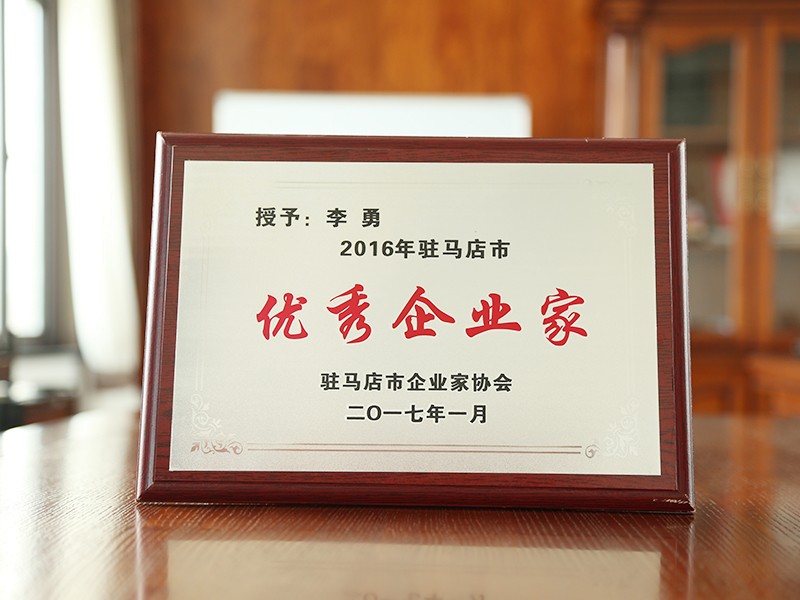 授予：李 勇
2016年驻马店市
优秀企业家
驻马店市企业家协会
二〇一七年一月